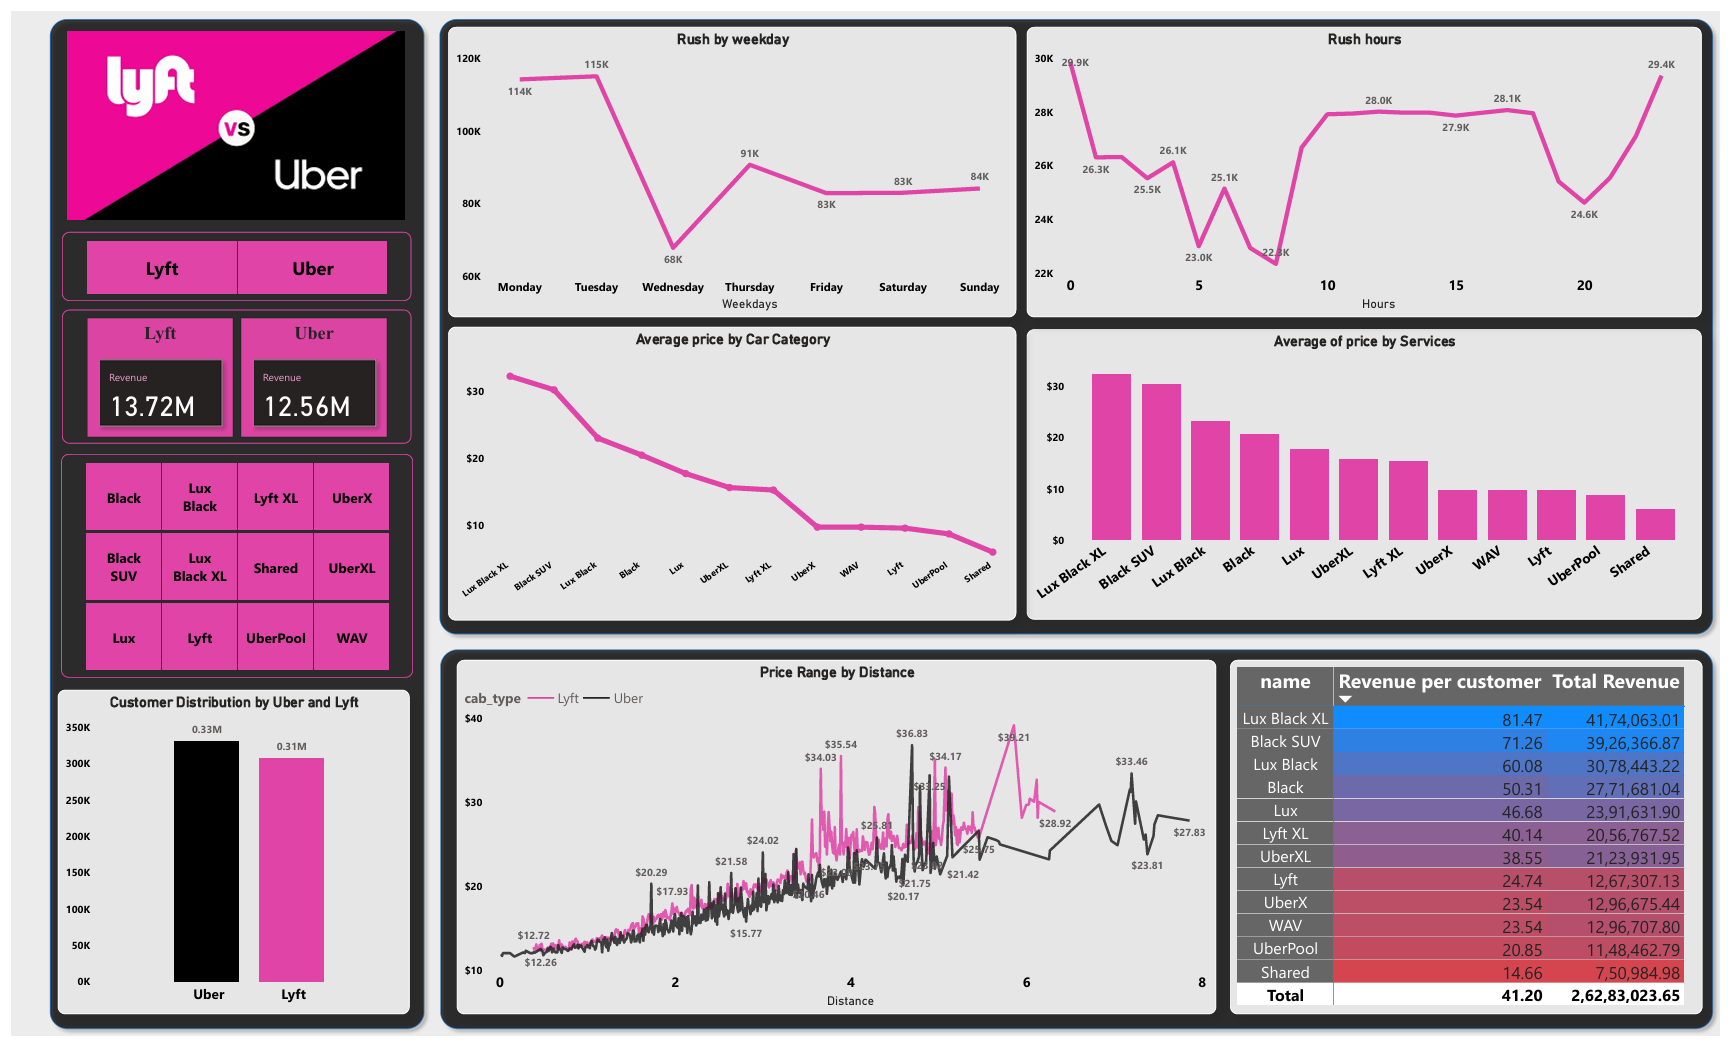 lyft
vs
Uber
Lyft
Uber
Lyft
Revenue
13.72M
Uber
Revenue
12.56M
Black
Lux
Black
Lyft XL
UberX
Black
SUV
Lux
Black XL
Shared
UberXL
Lux
Lyft
UberPool
WAV
Customer Distribution by Uber and Lyft
350K
300K
250K
200K
150K
100K
50K
0K
0.33M
0.31M
Uber
Lyft
Rush by weekday
120K
100K
80K
60K
114K
115K
68K
91K
83K
83K
84K
Monday
Tuesday
Wednesday
Thursday
Friday
Saturday
Sunday
Weekdays
Rush hours
30K
28K
26K
24K
22K
29.9K
26.3K
25.5K
26.1K
23.0K
25.1K
22.3K
28.0K
27.9K
28.1K
24.6K
29.4K
0
5
10
15
20
Hours
Average price by Car Category
$30
$20
$10
Lux Black XL
Black SUV
Lux Black
Black
Lux
UberXL
Lyft XL
UberX
WAV
Lyft
UberPool
Shared
Average of price by Services
$30
$20
$10
$0
Lux Black XL
Black SUV
Lux Black
Black
Lux
UberXL
Lyft XL
UberX
WAV
Lyft
UberPool
Shared
Price Range by Distance
cab_type Lyft Uber
$40
$30
$20
$10
$12.72
$12.26
$20.29
$17.93
$21.58
$15.77
$24.02
$34.03
$35.54
$25.81
$36.83
$33.25
$34.17
$20.17
$21.75
$21.42
$25.75
$39.21
$28.92
$33.46
$23.81
$27.83
0
2
4
6
8
Distance
name Revenue per customer Total Revenue
Lux Black XL 81.47 41,74,063.01
Black SUV 71.26 39,26,366.87
Lux Black 60.08 30,78,443.22
Black 50.31 27,71,681.04
Lux 46.68 23,91,631.90
Lyft XL 40.14 20,56,767.52
UberXL 38.55 21,23,931.95
Lyft 24.74 12,67,307.13
UberX 23.54 12,96,675.44
WAV 23.54 12,96,707.80
UberPool 20.85 11,48,462.79
Shared 14.66 7,50,984.98
Total 41.20 2,62,83,023.65